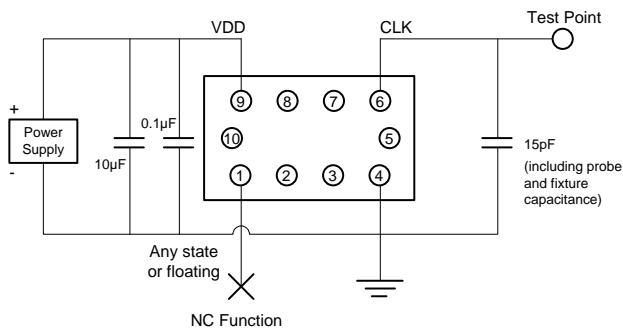 Test Point
VDD
CLK
9
8
7
6
+
Power
Supply
-
10µF
0.1µF
10
5
15pF
(including probe
and fixture
capacitance)
1
2
3
4
Any state
or floating
NC Function